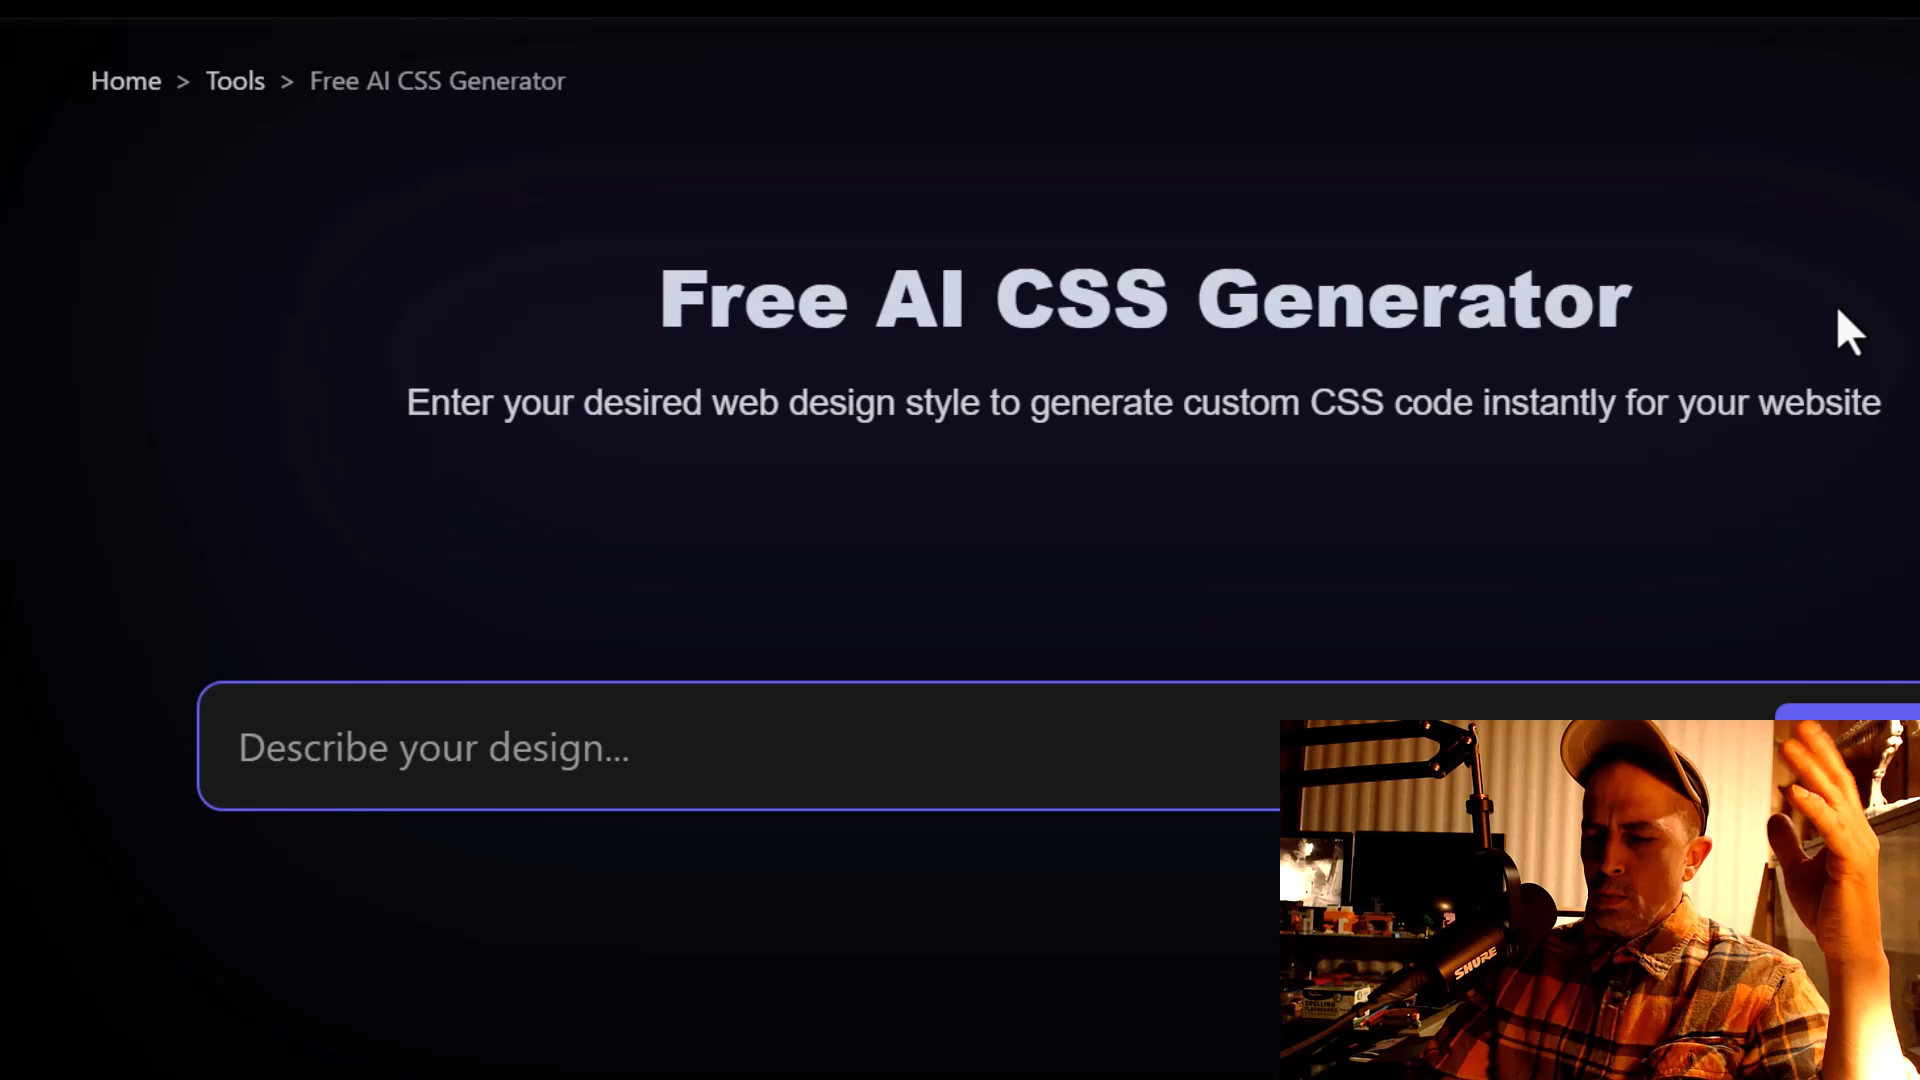 Home > Tools > Free AI CSS Generator
Free AI CSS Generator
Enter your desired web design style to generate custom CSS code instantly for your website
Describe your design...
SHURE